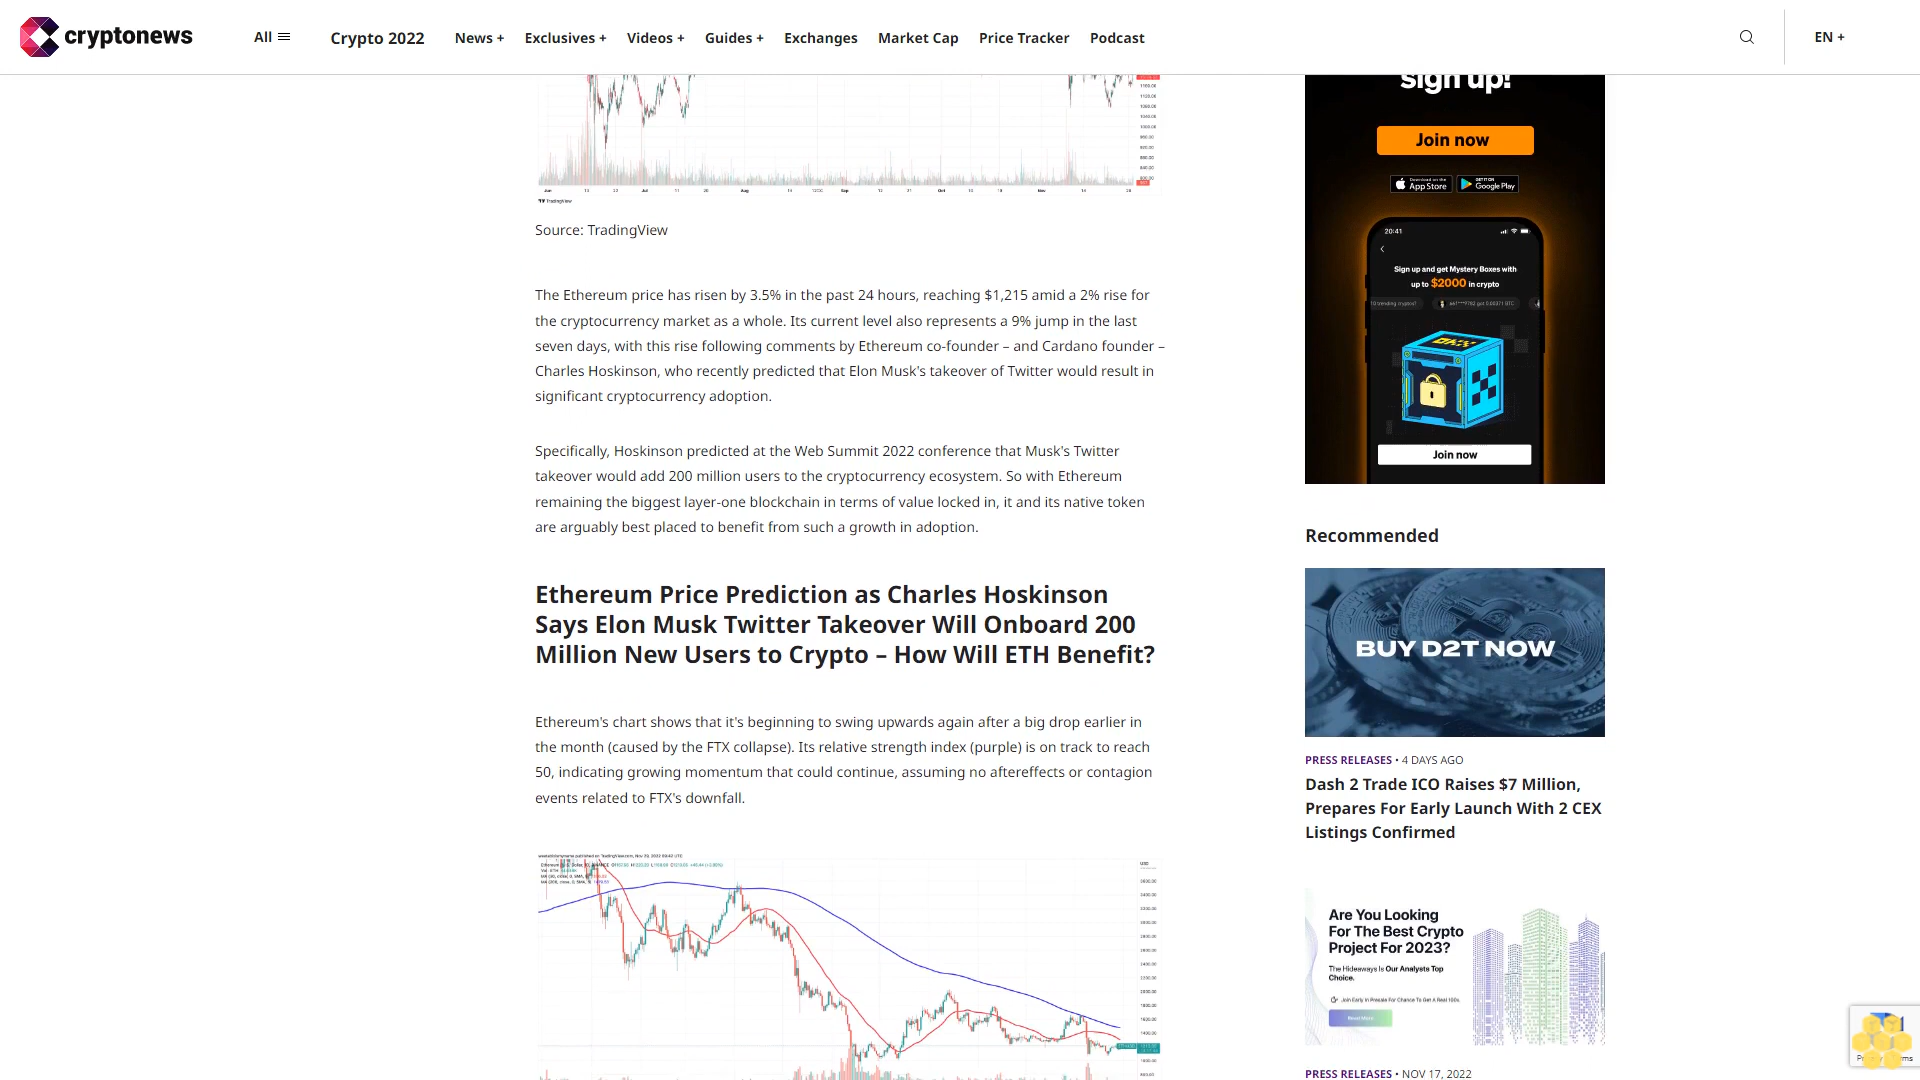 cryptonews
All
Crypto 2022
News +
Exclusives +
Videos +
Guides +
Exchanges
Market Cap
Price Tracker
Podcast
EN +
TradingView
Source: TradingView
The Ethereum price has risen by 3.5% in the past 24 hours, reaching $1,215 amid a 2% rise for
the cryptocurrency market as a whole. Its current level also represents a 9% jump in the last
seven days, with this rise following comments by Ethereum co-founder – and Cardano founder –
Charles Hoskinson, who recently predicted that Elon Musk's takeover of Twitter would result in
significant cryptocurrency adoption.
Specifically, Hoskinson predicted at the Web Summit 2022 conference that Musk's Twitter
takeover would add 200 million users to the cryptocurrency ecosystem. So with Ethereum
remaining the biggest layer-one blockchain in terms of value locked in, it and its native token
are arguably best placed to benefit from such a growth in adoption.
Ethereum Price Prediction as Charles Hoskinson
Says Elon Musk Twitter Takeover Will Onboard 200
Million New Users to Crypto – How Will ETH Benefit?
Ethereum's chart shows that it's beginning to swing upwards again after a big drop earlier in
the month (caused by the FTX collapse). Its relative strength index (purple) is on track to reach
50, indicating growing momentum that could continue, assuming no aftereffects or contagion
events related to FTX's downfall.
sign up!
Join now
Download on the
App Store
GET IT ON
Google Play
20:41
Sign up and get Mystery Boxes with
up to $2000 in crypto
Join now
Recommended
BUY D2T NOW
PRESS RELEASES • 4 DAYS AGO
Dash 2 Trade ICO Raises $7 Million,
Prepares For Early Launch With 2 CEX
Listings Confirmed
Are You Looking
For The Best Crypto
Project For 2023?
The Hideaways Is Our Analysts Top
Choice.
Join Early In Presale For Chance To Get A Real 100x
Read More
PRESS RELEASES • NOV 17, 2022